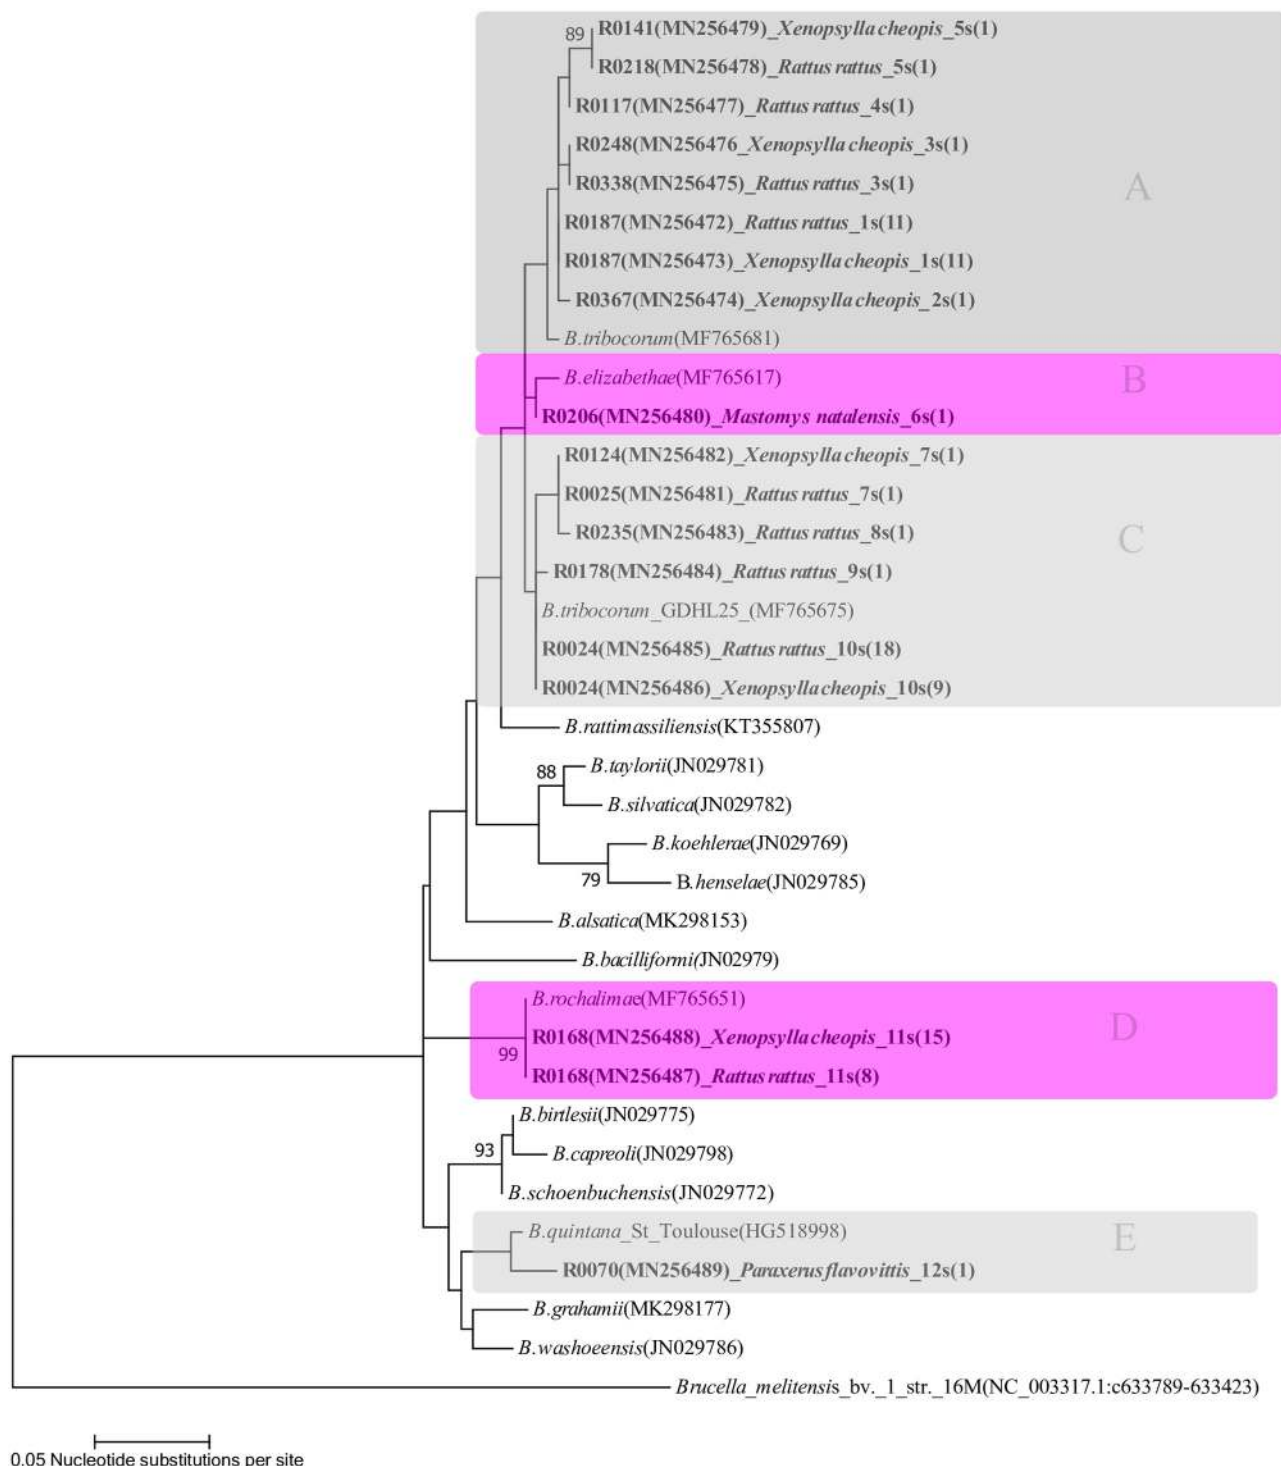 89
R0141(MN256479)_Xenopsylla cheopis_5s(1)
R0218(MN256478)_Rattus rattus_5s(1)
R0117(MN256477)_Rattus rattus_4s(1)
R0248(MN256476_Xenopsylla cheopis_3s(1)
R0338(MN256475)_Rattus rattus_3s(1)
A
R0187(MN256472)_Rattus rattus_1s(11)
R0187(MN256473)_Xenopsylla cheopis_1s(11)
R0367(MN256474)_Xenopsylla cheopis_2s(1)
B.tribocorum(MF765681)
B.elizabethae(MF765617)
B
R0206(MN256480)_Mastomys natalensis_6s(1)
R0124(MN256482)_Xenopsylla cheopis_7s(1)
R0025(MN256481)_Rattus rattus_7s(1)
R0235(MN256483)_Rattus rattus_8s(1)
C
R0178(MN256484)_Rattus rattus_9s(1)
B.tribocorum_GDHL25_(MF765675)
R0024(MN256485)_Rattus rattus_10s(18)
R0024(MN256486)_Xenopsylla cheopis_10s(9)
B.rattimassiliensis(KT355807)
88
B.taylorii(JN029781)
B.silvatica(JN029782)
B.koehlerae(JN029769)
79
B.henselae(JN029785)
B.alsatica(MK298153)
B.bacilliformi(JN02979)
B.rochalimae(MF765651)
D
R0168(MN256488)_Xenopsylla cheopis_11s(15)
99
R0168(MN256487)_Rattus rattus_11s(8)
B.birtlesii(JN029775)
93
B.capreoli(JN029798)
B.schoenbuchensis(JN029772)
B.quintana_St_Toulouse(HG518998)
E
R0070(MN256489)_Paraxerus flavovittis_12s(1)
B.grahamii(MK298177)
B.washoeensis(JN029786)
Brucella_melitensis_bv._1_str._16M(NC_003317.1:c633789-633423)
0.05 Nucleotide substitutions per site